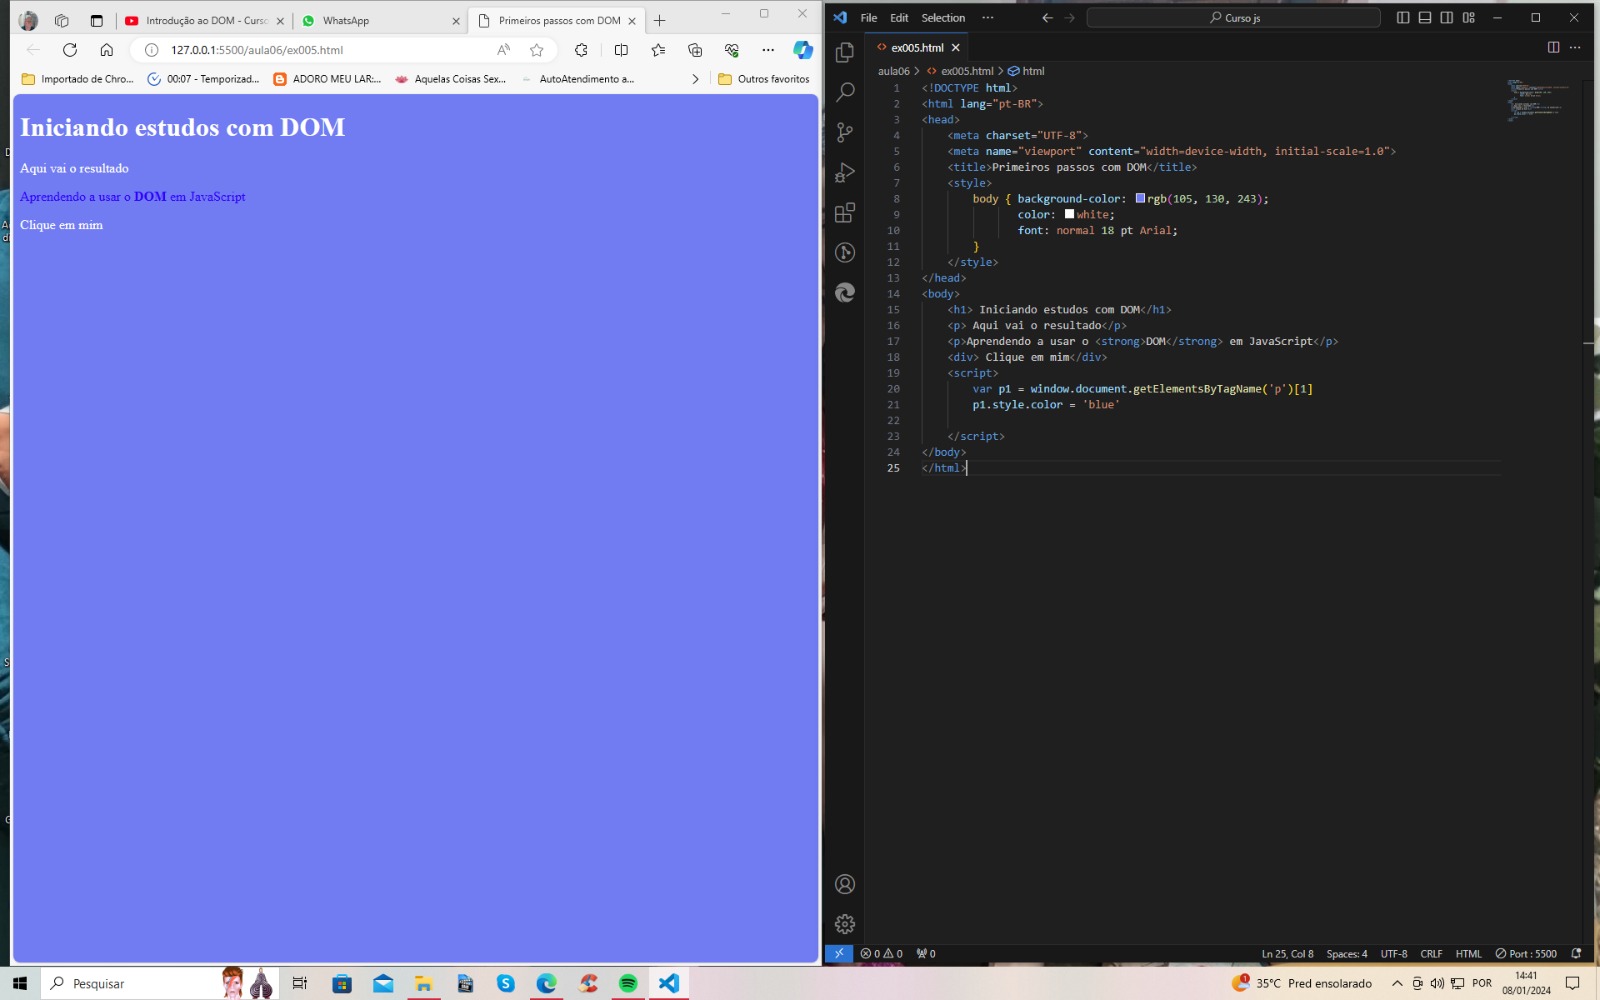 Introdução ao DOM - Curso
WhatsApp
Primeiros passos com DOM
127.0.0.1:5500/aula06/ex005.html
Importado de Chro...
00:07 - Temporizad...
ADORO MEU LAR:...
Aquelas Coisas Sex...
AutoAtendimento a...
Outros favoritos
Iniciando estudos com DOM
Aqui vai o resultado
Aprendendo a usar o DOM em JavaScript
Clique em mim
File Edit Selection ···
Curso js
ex005.html
aula06 > ex005.html > html
1 <!DOCTYPE html>
2 <html lang="pt-BR">
3 <head>
4 <meta charset="UTF-8">
5 <meta name="viewport" content="width=device-width, initial-scale=1.0">
6 <title>Primeiros passos com DOM</title>
7 <style>
8 body { background-color: rgb(105, 130, 243);
9 color: white;
10 font: normal 18 pt Arial;
11 }
12 </style>
13 </head>
14 <body>
15 <h1> Iniciando estudos com DOM</h1>
16 <p> Aqui vai o resultado</p>
17 <p>Aprendendo a usar o <strong>DOM</strong> em JavaScript</p>
18 <div> Clique em mim</div>
19 <script>
20 var p1 = window.document.getElementsByTagName('p')[1]
21 p1.style.color = 'blue'
22
23 </script>
24 </body>
25 </html>
0 0 0
Ln 25, Col 8 Spaces: 4 UTF-8 CRLF HTML Port : 5500
Pesquisar
1 35°C Pred ensolarado
POR
14:41
08/01/2024